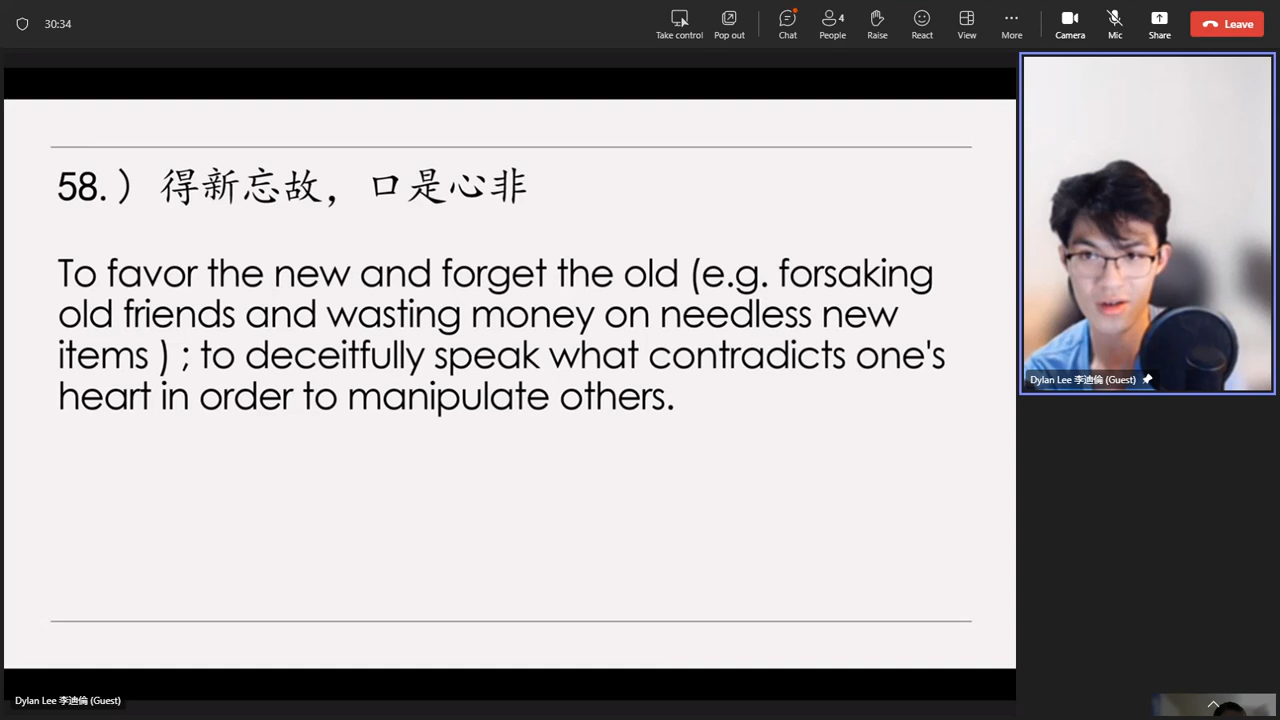 30:34
Take control
Pop out
Chat
4
People
Raise
React
View
More
Camera
Mic
Share
Leave
58.）得新忘故，口是心非
To favor the new and forget the old (e.g. forsaking
old friends and wasting money on needless new
items ) ; to deceitfully speak what contradicts one's
heart in order to manipulate others.
Dylan Lee 李迪倫 (Guest)
Dylan Lee 李迪倫 (Guest)